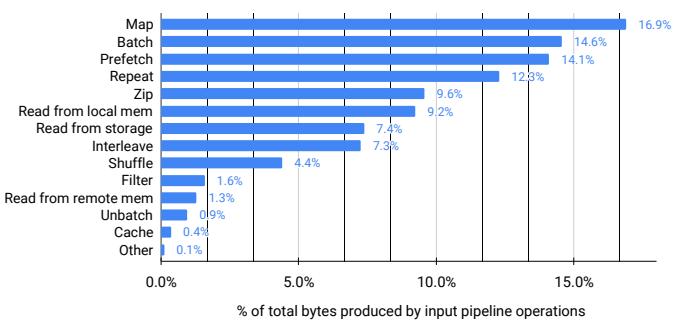 Map 16.9%
Batch 14.6%
Prefetch 14.1%
Repeat 12.3%
Zip 9.6%
Read from local mem 9.2%
Read from storage 7.4%
Interleave 7.3%
Shuffle 4.4%
Filter 1.6%
Read from remote mem 1.3%
Unbatch 0.9%
Cache 0.4%
Other 0.1%
0.0% 5.0% 10.0% 15.0%
% of total bytes produced by input pipeline operations